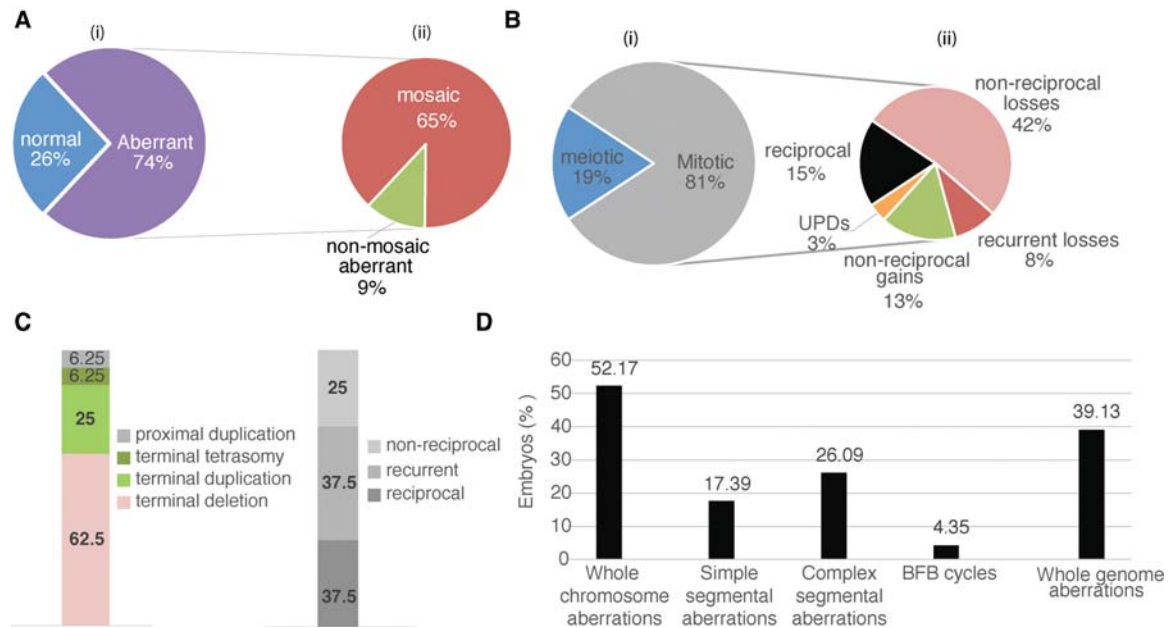 A
(i)
(ii)
normal
26%
Aberrant
74%
mosaic
65%
non-mosaic
aberrant
9%
B
(i)
(ii)
meiotic
19%
Mitotic
81%
non-reciprocal
losses
42%
reciprocal
15%
UPDs
3%
non-reciprocal
gains
13%
recurrent losses
8%
C
6.25
6.25
25
62.5
proximal duplication
terminal tetrasomy
terminal duplication
terminal deletion
25
37.5
37.5
non-reciprocal
recurrent
reciprocal
D
Embryos (%)
60
50
40
30
20
10
0
52.17
17.39
26.09
4.35
39.13
Whole
chromosome
aberrations
Simple
segmental
aberrations
Complex
segmental
aberrations
BFB cycles
Whole genome
aberrations